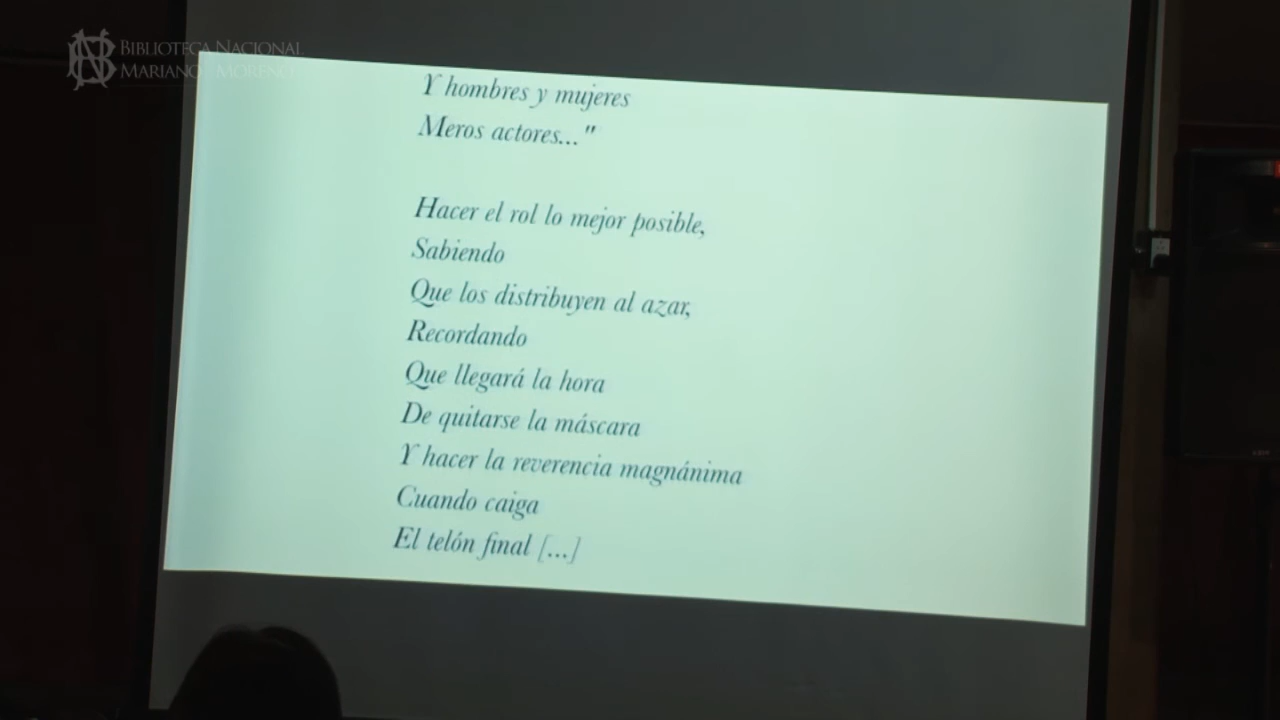 BIBLIOTECA NACIONAL
MARIANO MORENO
Y hombres y mujeres
Meros actores..."
Hacer el rol lo mejor posible,
Sabiendo
Que los distribuyen al azar,
Recordando
Que llegará la hora
De quitarse la máscara
Y hacer la reverencia magnánima
Cuando caiga
El telón final [...]